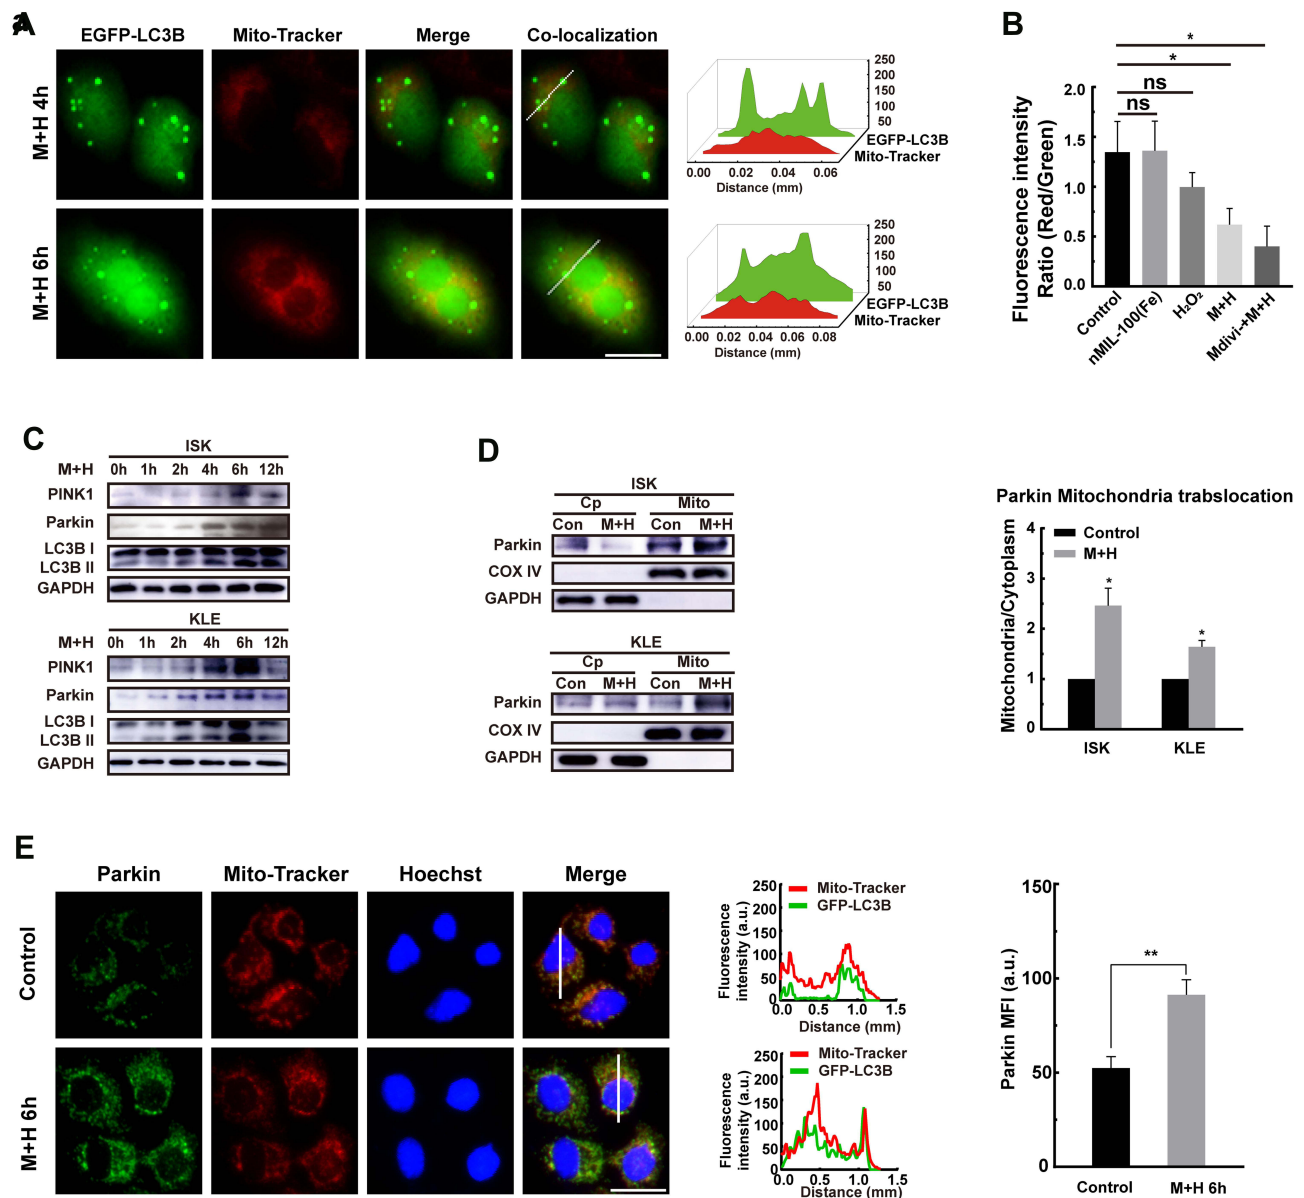 A
EGFP-LC3B Mito-Tracker Merge Co-localization
M+H 4h
250
200
150
100
50
EGFP-LC3B
Mito-Tracker
0.00 0.02 0.04 0.06
Distance (mm)
M+H 6h
250
200
150
100
50
EGFP-LC3B
Mito-Tracker
0.00 0.02 0.04 0.06 0.08
Distance (mm)
B
*
*
ns
ns
Fluorescence intensity
Ratio (Red/Green)
2.0
1.5
1.0
0.5
0.0
Control
nMIL-100(Fe)
H₂O₂
M+H
Mdivi-+M+H
C
ISK
M+H 0h 1h 2h 4h 6h 12h
PINK1
Parkin
LC3B I
LC3B II
GAPDH
KLE
M+H 0h 1h 2h 4h 6h 12h
PINK1
Parkin
LC3B I
LC3B II
GAPDH
D
ISK
Cp Mito
Con M+H Con M+H
Parkin
COX IV
GAPDH
KLE
Cp Mito
Con M+H Con M+H
Parkin
COX IV
GAPDH
Parkin Mitochondria trabslocation
Mitochondria/Cytoplasm
4
3
2
1
0
Control
M+H
*
*
ISK KLE
E
Parkin Mito-Tracker Hoechst Merge
Control
M+H 6h
Fluorescence
intensity (a.u.)
250
200
150
100
50
0
Mito-Tracker
GFP-LC3B
0.0 0.5 1.0 1.5
Distance (mm)
Fluorescence
intensity (a.u.)
250
200
150
100
50
0
Mito-Tracker
GFP-LC3B
0.0 0.5 1.0 1.5
Distance (mm)
Parkin MFI (a.u.)
150
100
50
0
**
Control M+H 6h